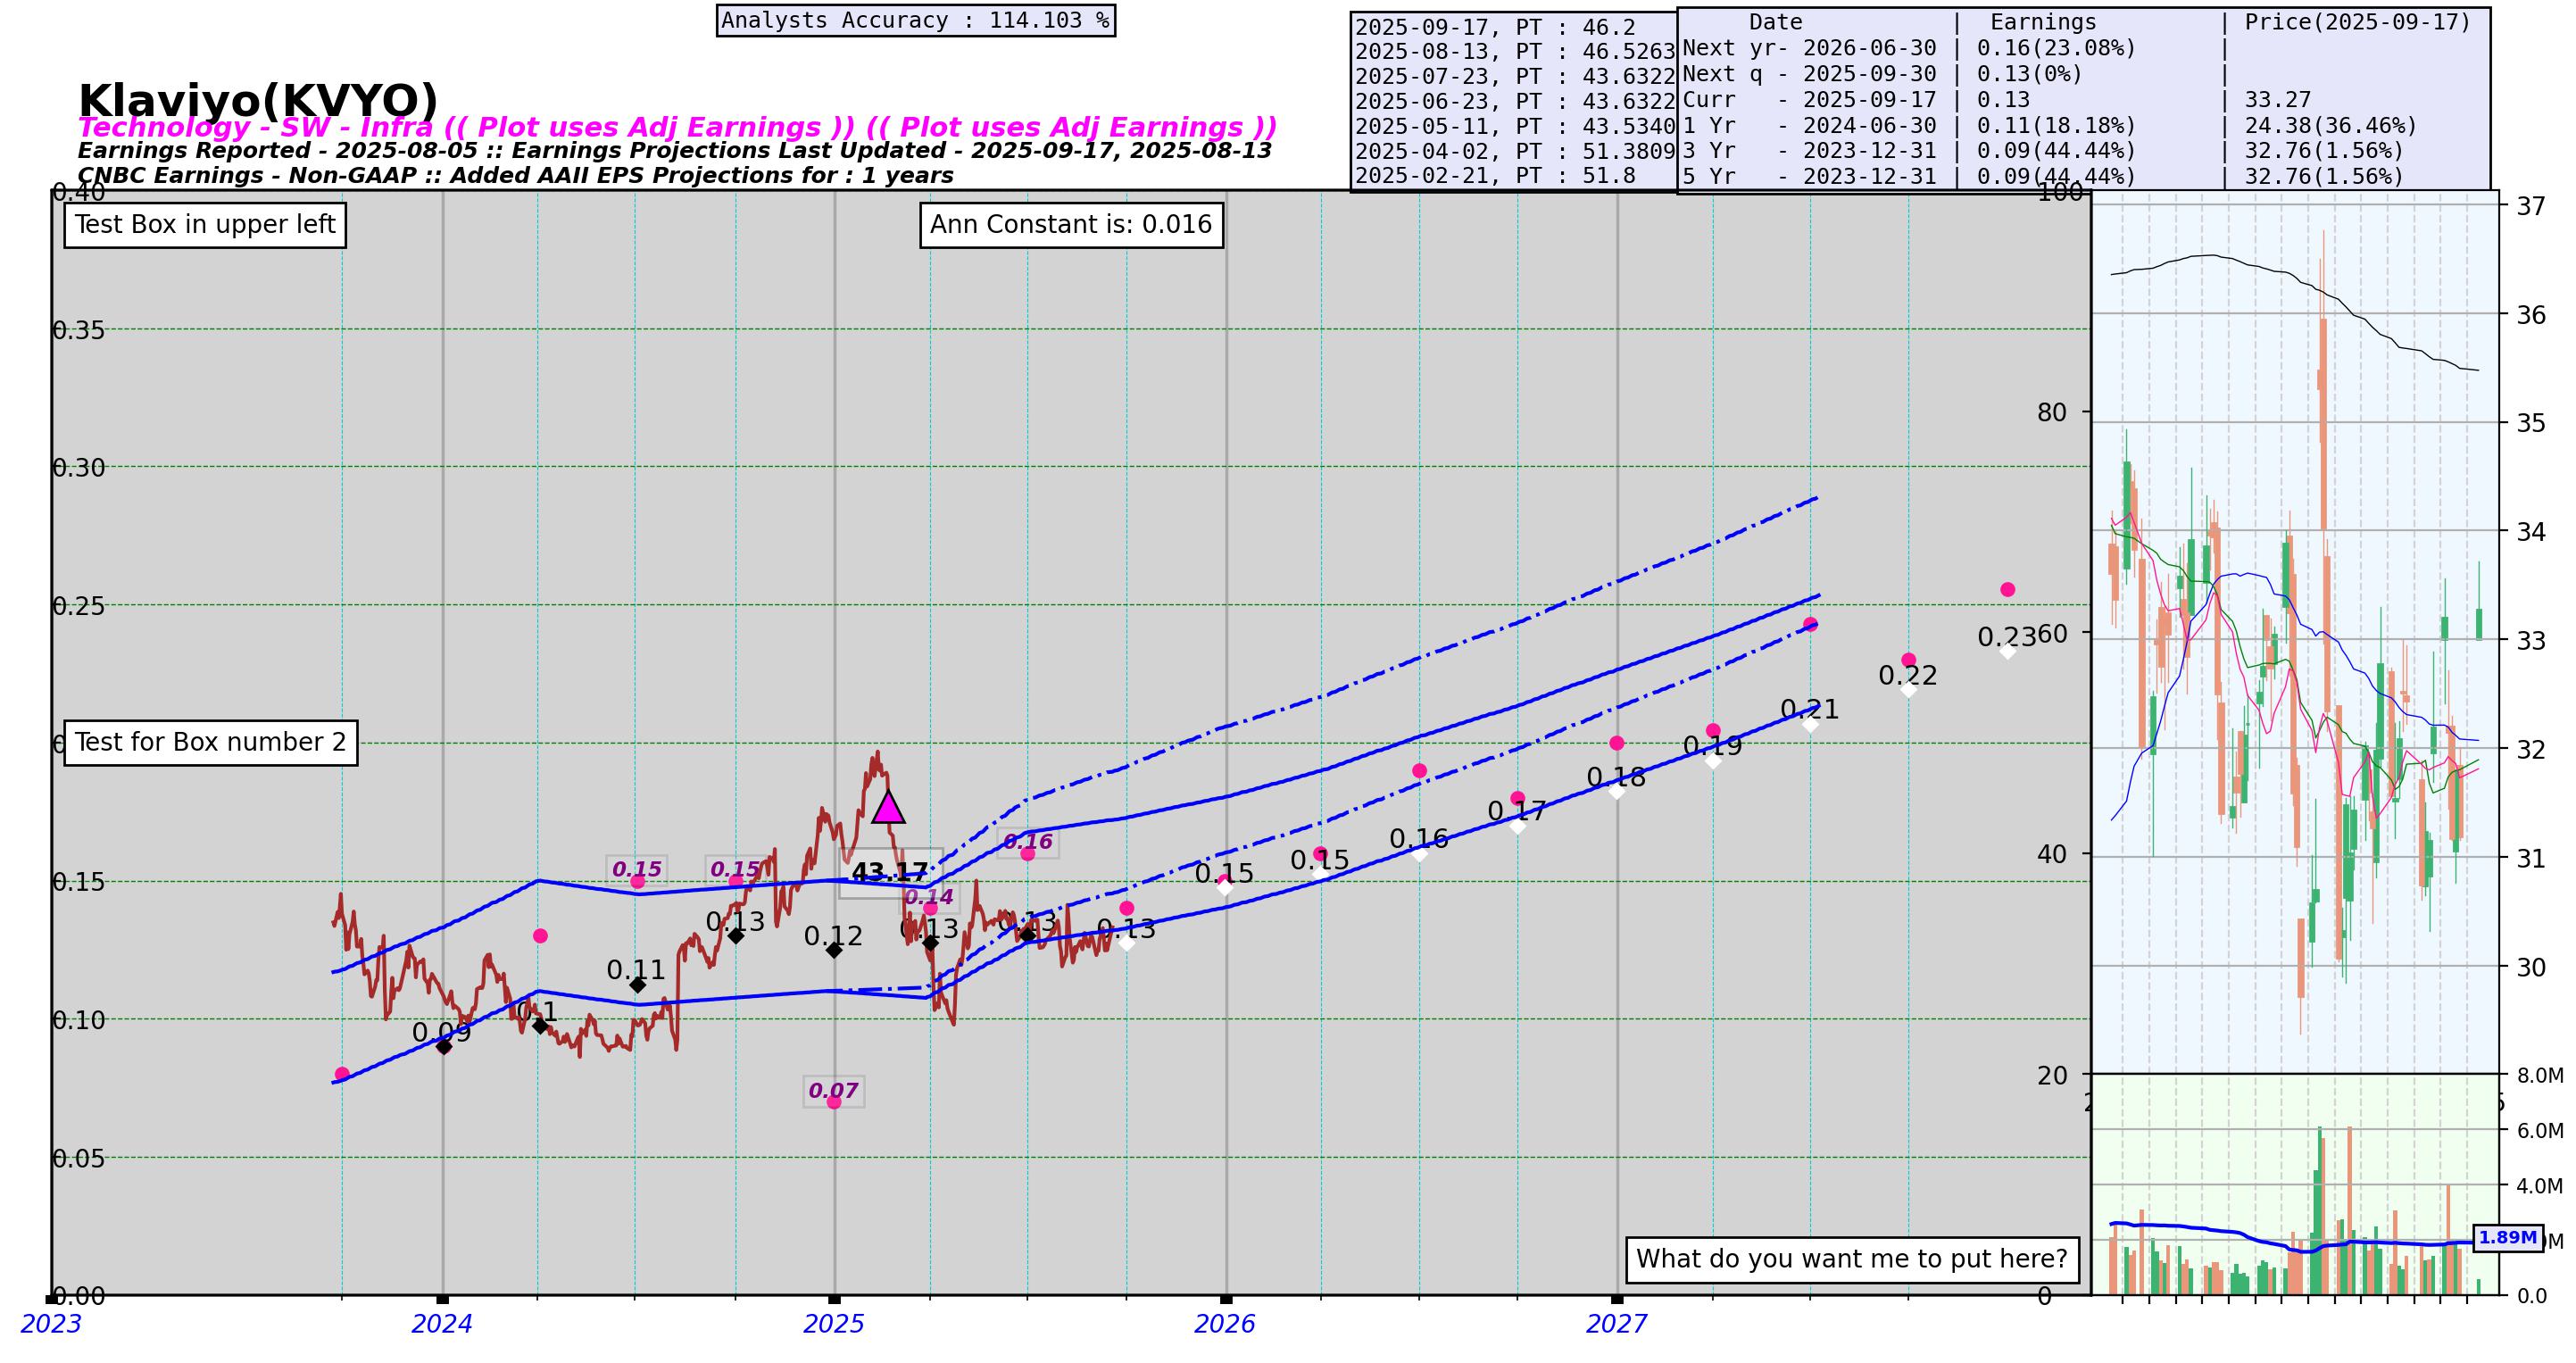 Analysts Accuracy : 114.103 %
2025-09-17, PT : 46.2
2025-08-13, PT : 46.5263
2025-07-23, PT : 43.6322
2025-06-23, PT : 43.6322
2025-05-11, PT : 43.5340
2025-04-02, PT : 51.3809
2025-02-21, PT : 51.8
Date | Earnings | Price(2025-09-17)
Next yr- 2026-06-30 | 0.16(23.08%) |
Next q - 2025-09-30 | 0.13(0%) |
Curr - 2025-09-17 | 0.13 | 33.27
1 Yr - 2024-06-30 | 0.11(18.18%) | 24.38(36.46%)
3 Yr - 2023-12-31 | 0.09(44.44%) | 32.76(1.56%)
5 Yr - 2023-12-31 | 0.09(44.44%) | 32.76(1.56%)
Klaviyo(KVYO)
Technology - SW - Infra (( Plot uses Adj Earnings )) (( Plot uses Adj Earnings ))
Earnings Reported - 2025-08-05 :: Earnings Projections Last Updated - 2025-09-17, 2025-08-13
CNBC Earnings - Non-GAAP :: Added AAII EPS Projections for : 1 years
0.40
0.35
0.30
0.25
0.15
0.10
0.05
0.00
Test Box in upper left
Ann Constant is: 0.016
Test for Box number 2
What do you want me to put here?
0.09
0.1
0.11
0.13
0.12
0.13
0.13
0.13
0.15
0.15
0.16
0.17
0.18
0.19
0.21
0.22
0.23
0.15
0.15
0.07
0.14
0.16
43.17
100
80
60
40
20
0
37
36
35
34
33
32
31
30
8.0M
6.0M
4.0M
1.89M
0.0
2023
2024
2025
2026
2027